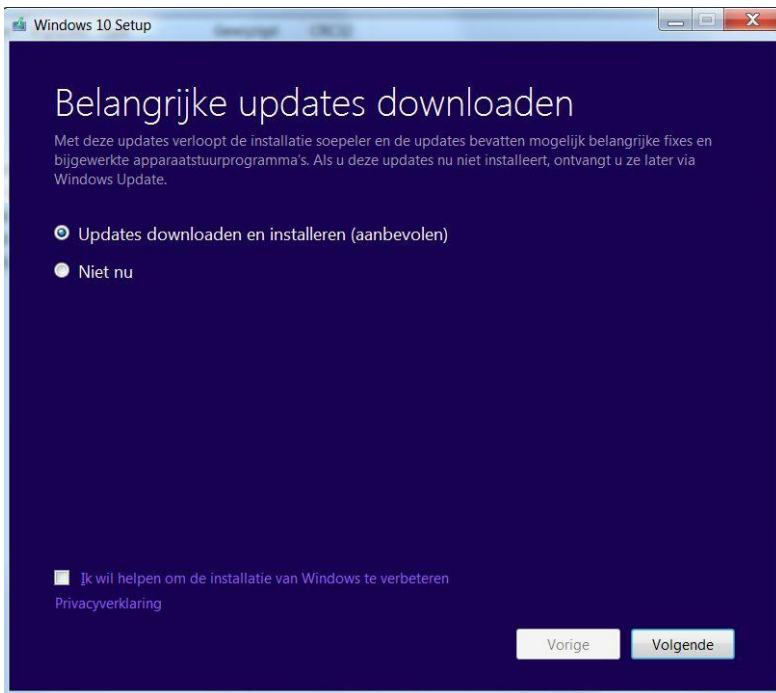 Windows 10 Setup
Belangrijke updates downloaden
Met deze updates verloopt de installatie soepeler en de updates bevatten mogelijk belangrijke fixes en
bijgewerkte apparaatstuurprogramma's. Als u deze updates nu niet installeert, ontvangt u ze later via
Windows Update.
Updates downloaden en installeren (aanbevolen)
Niet nu
Ik wil helpen om de installatie van Windows te verbeteren
Privacyverklaring
Vorige
Volgende